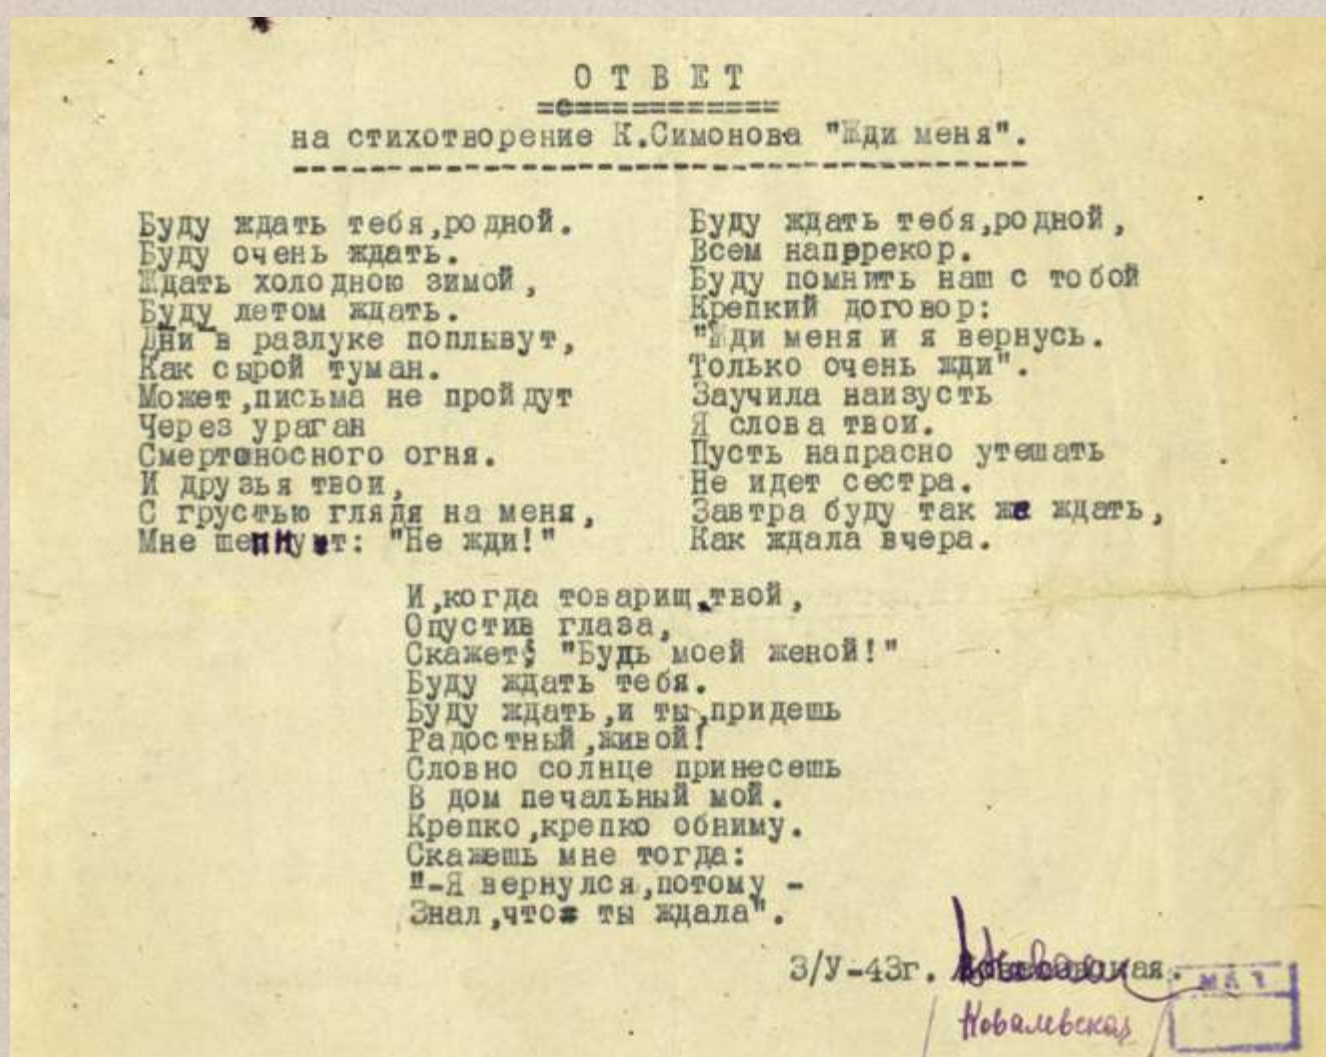 ОТВЕТ
на стихотворение К.Симонова "Жди меня".
Буду ждать тебя,родной.
Буду очень ждать.
Ждать холодною зимой,
Буду летом ждать.
Дни в разлуке поплывут,
Как сырой туман.
Может,письма не пройдут
Через ураган
Смертоносного огня.
И друзья твои,
С грустью глядя на меня,
Мне шепнут: "Не жди!"
Буду ждать тебя,родной,
Всем наперекор.
Буду помнить наш с тобой
Крепкий договор:
"Жди меня и я вернусь.
Только очень жди".
Заучила наизусть
Я слова твои.
Пусть напрасно утешать
Не идет сестра.
Завтра буду так же ждать,
Как ждала вчера.
И,когда товарищ твой,
Опустив глаза,
Скажет: "Будь моей женой!"
Буду ждать тебя.
Буду ждать,и ты придешь
Радостный,живой!
Словно солнце принесешь
В дом печальный мой.
Крепко,крепко обниму.
Скажешь мне тогда:
"-Я вернулся,потому -
Знал,что ты ждала".
3/У-43г.
Ковалевская